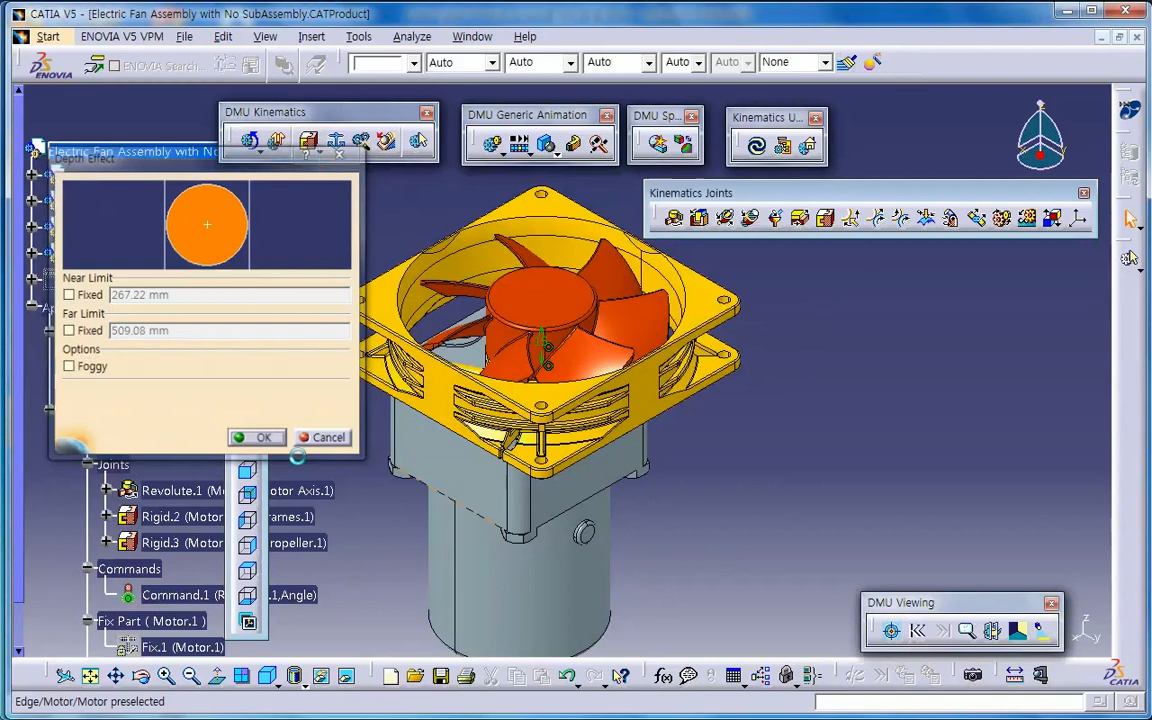 CATIA V5 - [Electric Fan Assembly with No SubAssembly.CATProduct]
Start ENOVIA V5 VPM File Edit View Insert Tools Analyze Window Help
ENOVIA
ENOVIA Searching...
Auto Auto Auto Auto Auto None
DMU Kinematics
DMU Generic Animation
DMU Sp...
Kinematics U...
Electric Fan Assembly with No
Depth Effect
Kinematics Joints
Near Limit
Fixed 267.22 mm
Far Limit
Fixed 509.08 mm
Options
Foggy
OK Cancel
Joints
Revolute.1 (Mo otor Axis.1)
Rigid.2 (Motor rames.1)
Rigid.3 (Motor ropeller.1)
Commands
Command.1 (R .1,Angle)
Fix Part ( Motor.1 )
Fix.1 (Motor.1)
DMU Viewing
z
y
f(x)
CATIA
Edge/Motor/Motor preselected